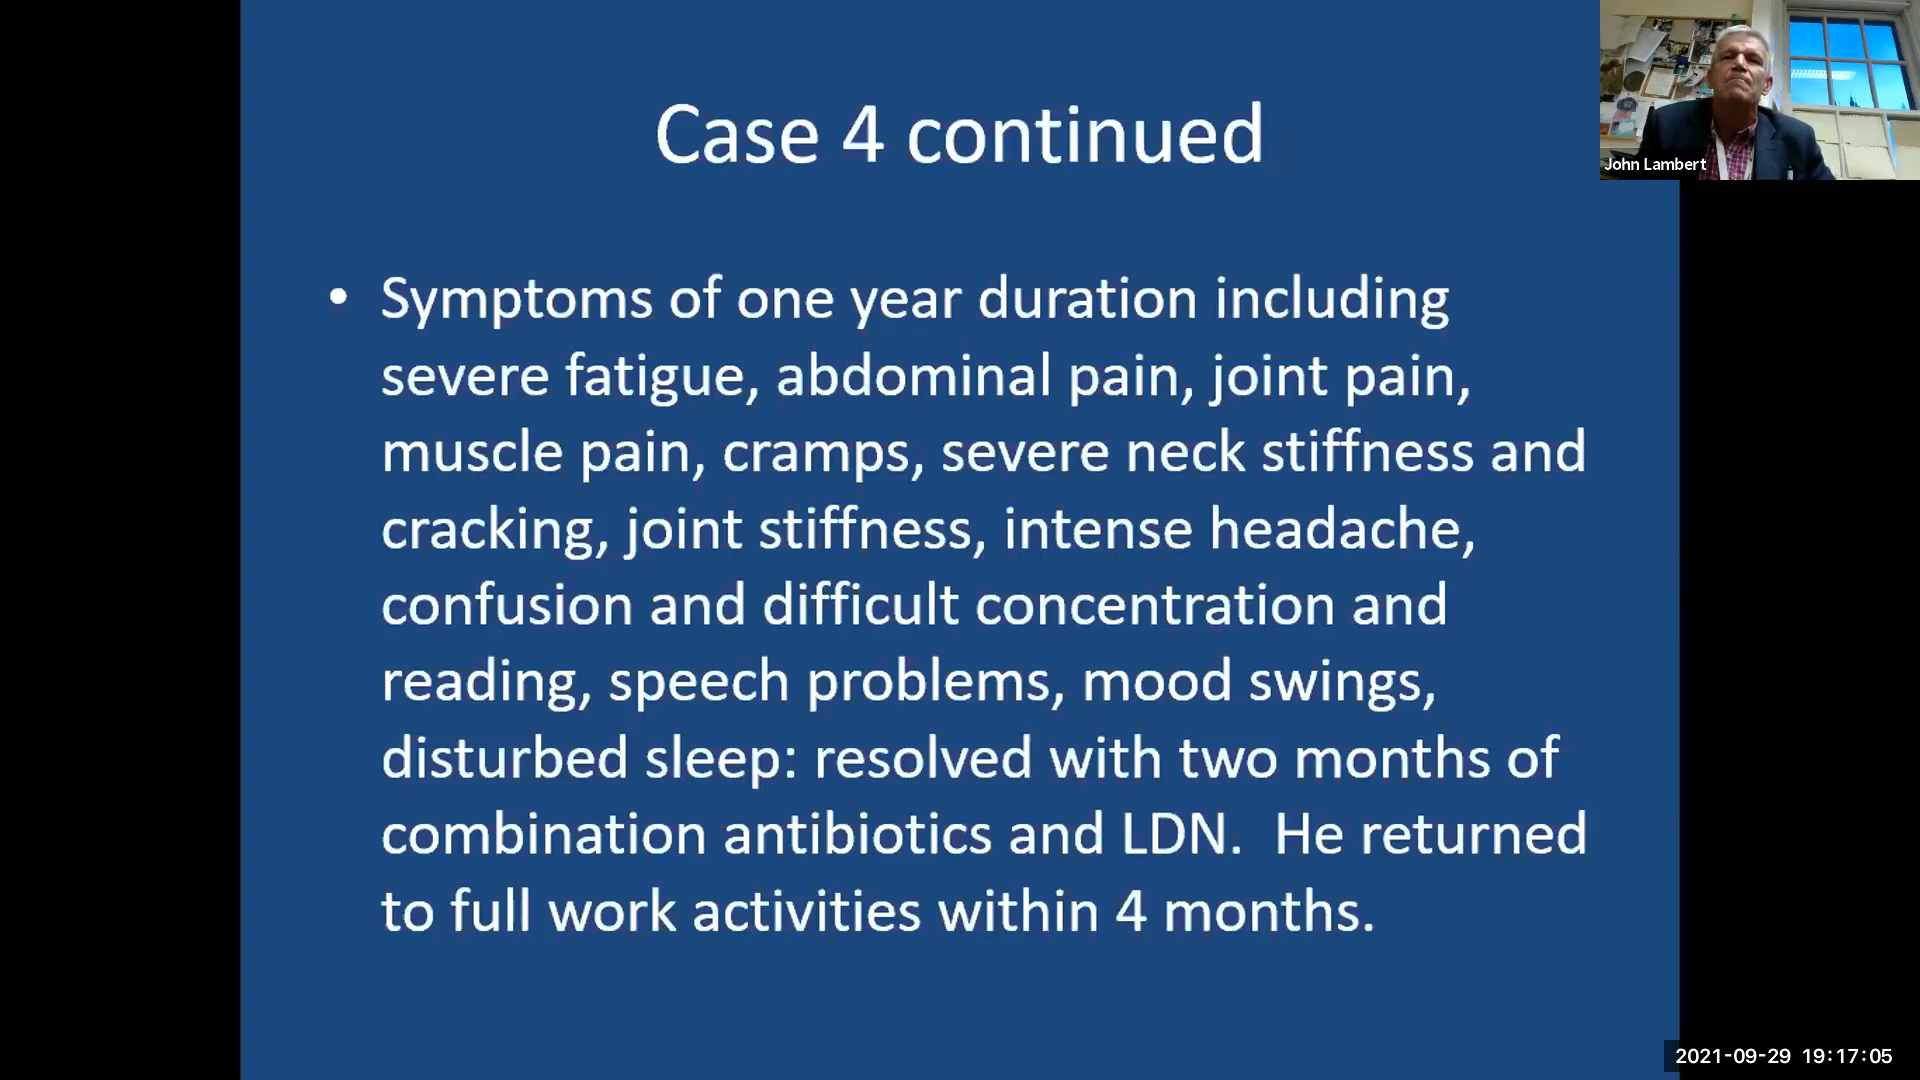 Case 4 continued
• Symptoms of one year duration including
severe fatigue, abdominal pain, joint pain,
muscle pain, cramps, severe neck stiffness and
cracking, joint stiffness, intense headache,
confusion and difficult concentration and
reading, speech problems, mood swings,
disturbed sleep: resolved with two months of
combination antibiotics and LDN.  He returned
to full work activities within 4 months.
John Lambert
2021-09-29 19:17:05